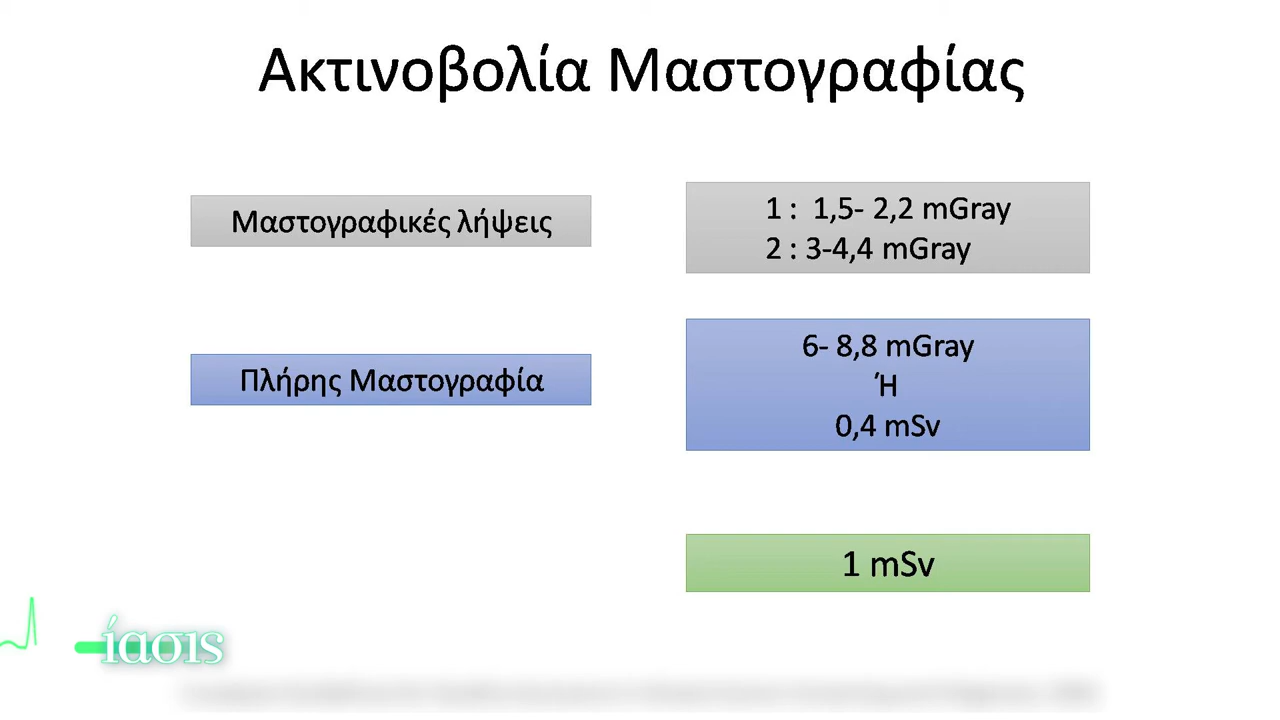 Ακτινοβολία Μαστογραφίας
Μαστογραφικές λήψεις
1 : 1,5- 2,2 mGray
2 : 3-4,4 mGray
Πλήρης Μαστογραφία
6- 8,8 mGray
Ή
0,4 mSv
1 mSv
ίασις